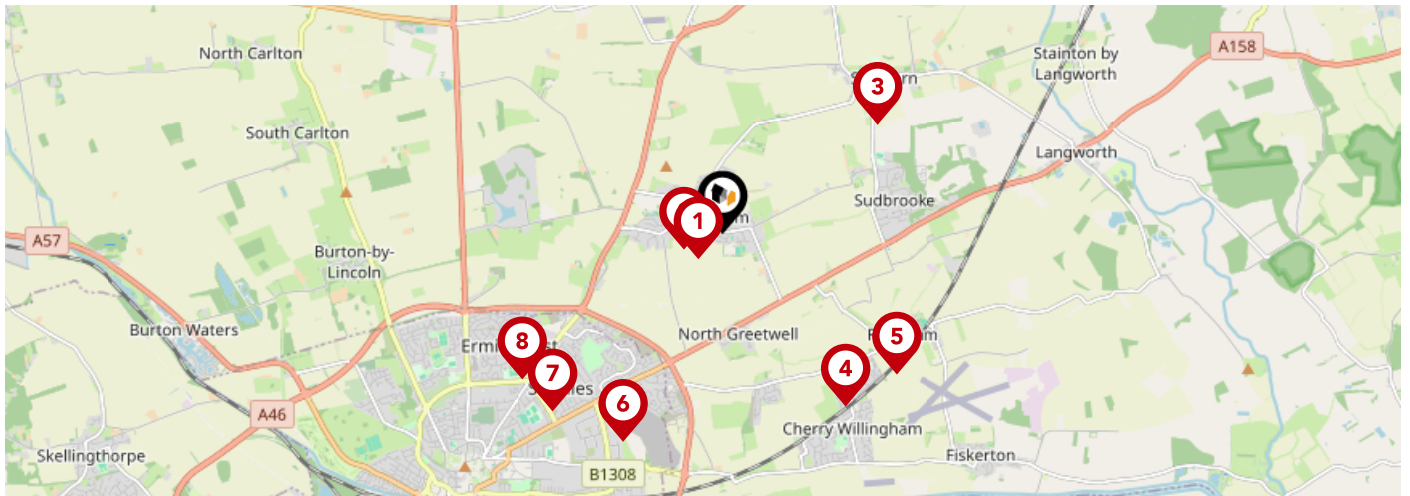 North Carlton
A158
Stainton by
Langworth
3
South Carlton
Langworth
Sudbrooke
1
A57
Burton-by-
Lincoln
Burton Waters
North Greetwell
8
5
7
4
6
A46
Cherry Willingham
Skellingthorpe
Fiskerton
B1308